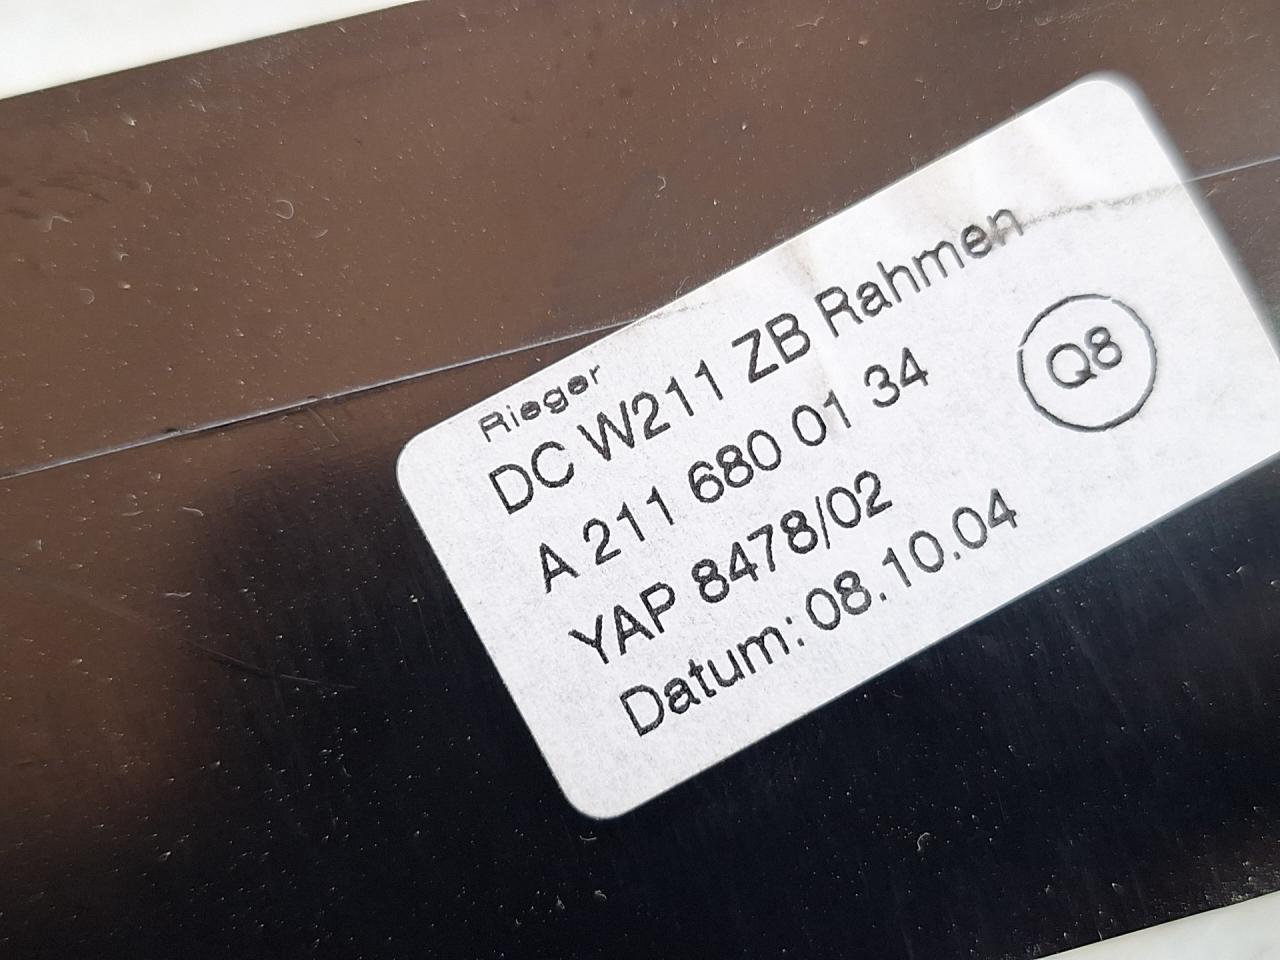 Rieger
DC W211 ZB Rahmen
A 211 680 01 34
Q8
YAP 8478/02
Datum: 08.10.04